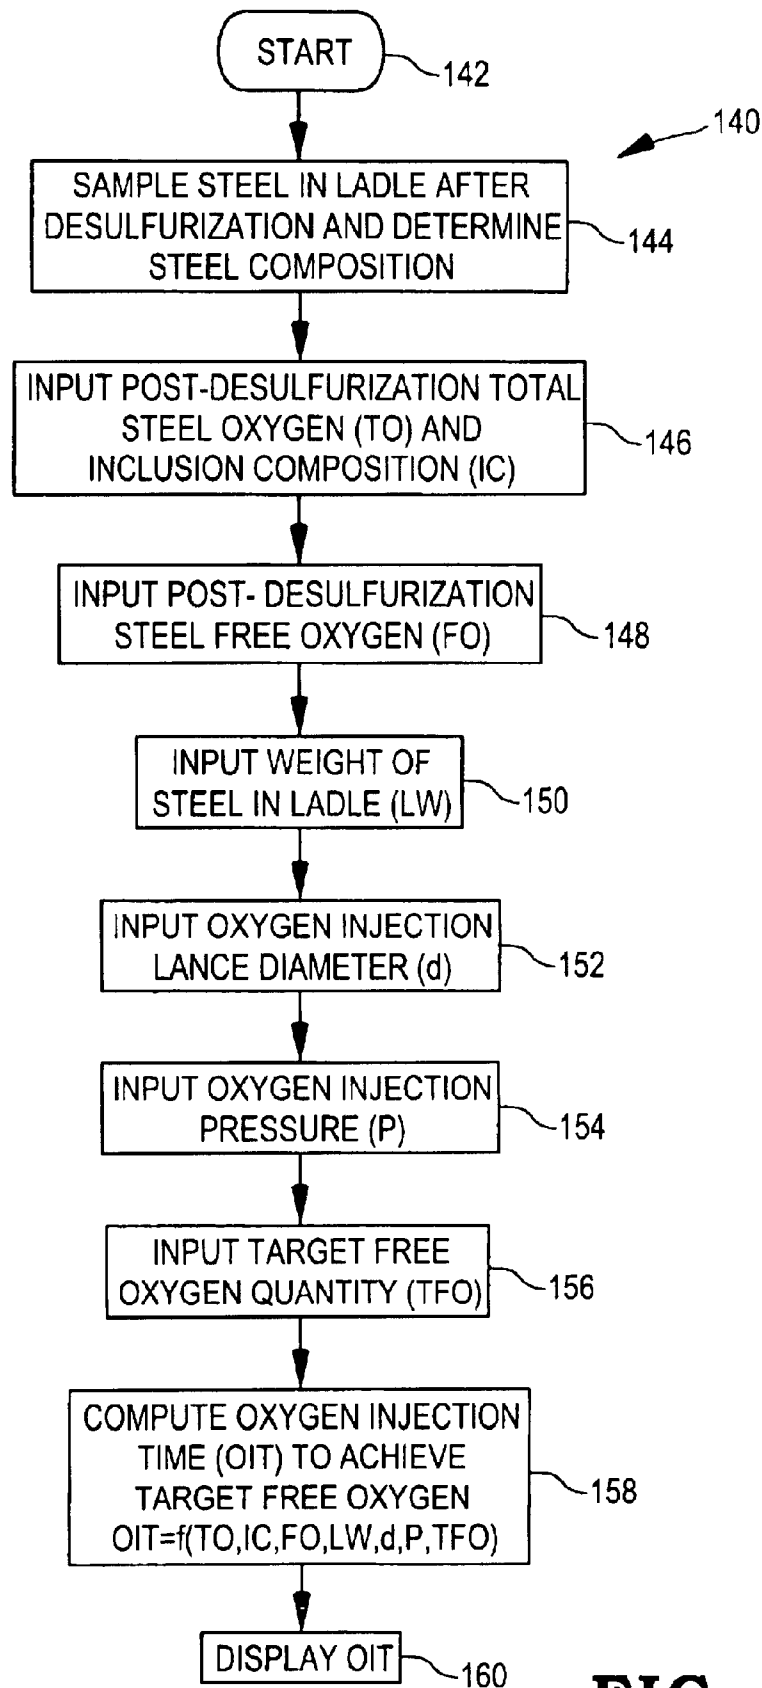 START
142
140
SAMPLE STEEL IN LADLE AFTER
DESULFURIZATION AND DETERMINE
STEEL COMPOSITION
144
INPUT POST-DESULFURIZATION TOTAL
STEEL OXYGEN (TO) AND
INCLUSION COMPOSITION (IC)
146
INPUT POST- DESULFURIZATION
STEEL FREE OXYGEN (FO)
148
INPUT WEIGHT OF
STEEL IN LADLE (LW)
150
INPUT OXYGEN INJECTION
LANCE DIAMETER (d)
152
INPUT OXYGEN INJECTION
PRESSURE (P)
154
INPUT TARGET FREE
OXYGEN QUANTITY (TFO)
156
COMPUTE OXYGEN INJECTION
TIME (OIT) TO ACHIEVE
TARGET FREE OXYGEN
OIT=f(TO,IC,FO,LW,d,P,TFO)
158
DISPLAY OIT
160